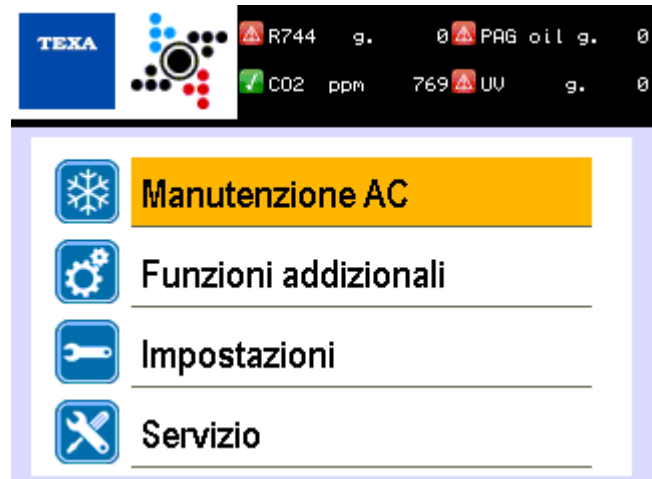 TEXA
R744 g. 0 PAG oil g. 0
CO2 ppm 769 UV g. 0
Manutenzione AC
Funzioni addizionali
Impostazioni
Servizio